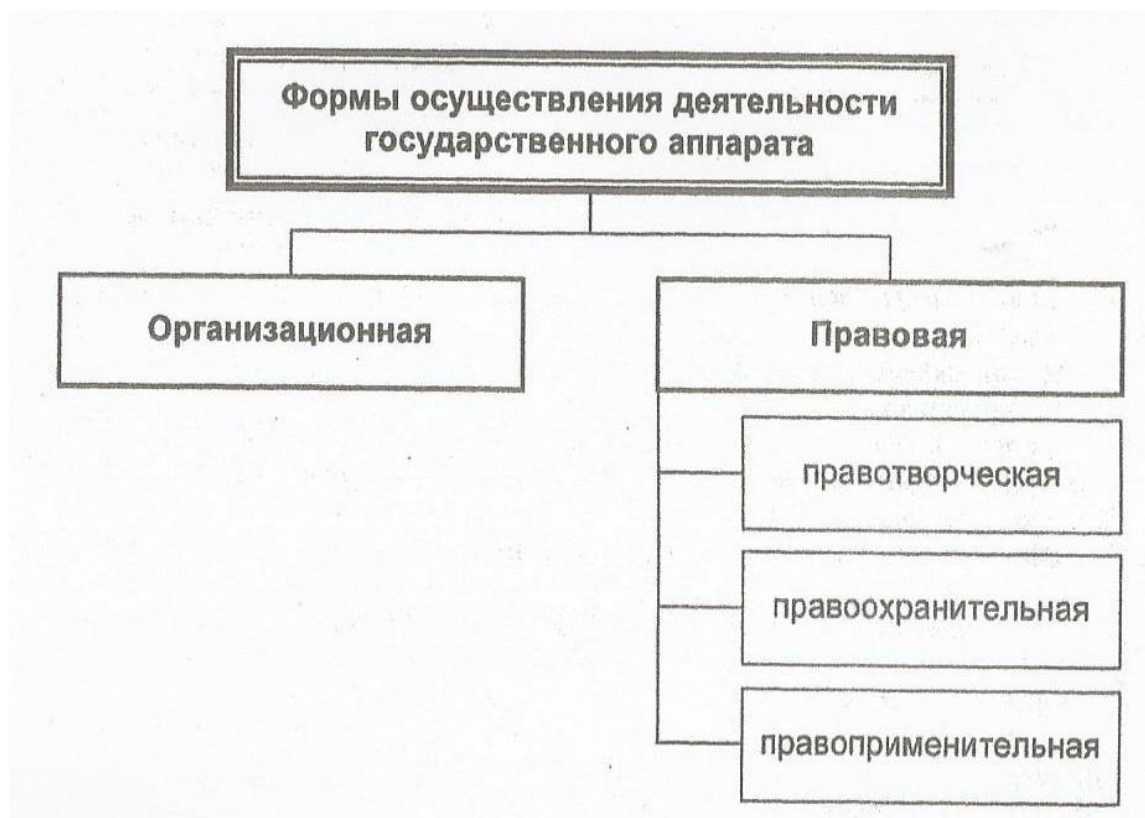 Формы осуществления деятельности
государственного аппарата
Организационная
Правовая
правотворческая
правоохранительная
правоприменительная